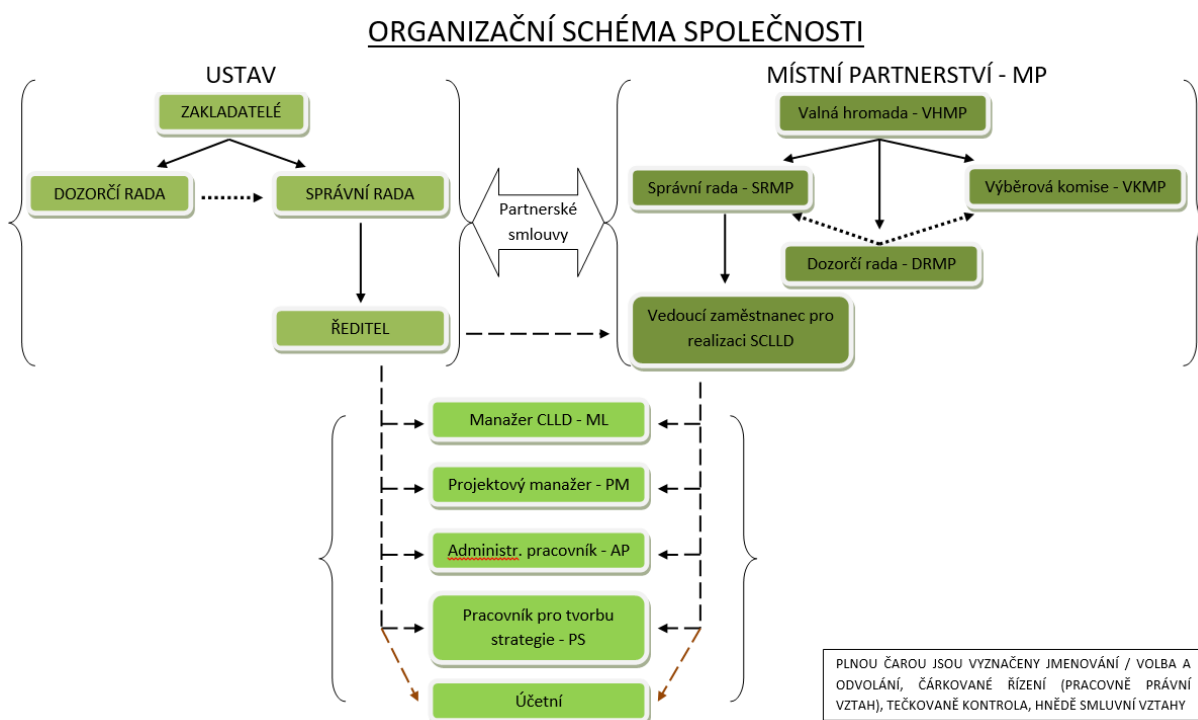 ORGANIZAČNÍ SCHÉMA SPOLEČNOSTI
USTAV
MÍSTNÍ PARTNERSTVÍ - MP
ZAKLADATELÉ
Valná hromada - VHMP
DOZORČÍ RADA
SPRÁVNÍ RADA
Správní rada - SRMP
Výběrová komise - VKMP
Partnerské
smlouvy
Dozorčí rada - DRMP
ŘEDITEL
Vedoucí zaměstnanec pro
realizaci SCLLD
Manažer CLLD - ML
Projektový manažer - PM
Administr. pracovník - AP
Pracovník pro tvorbu
strategie - PS
Účetní
PLNOU ČAROU JSOU VYZNAČENY JMENOVÁNÍ / VOLBA A
ODVOLÁNÍ, ČÁRKOVANÉ ŘÍZENÍ (PRACOVNĚ PRÁVNÍ
VZTAH), TEČKOVANĚ KONTROLA, HNĚDĚ SMLUVNÍ VZTAHY